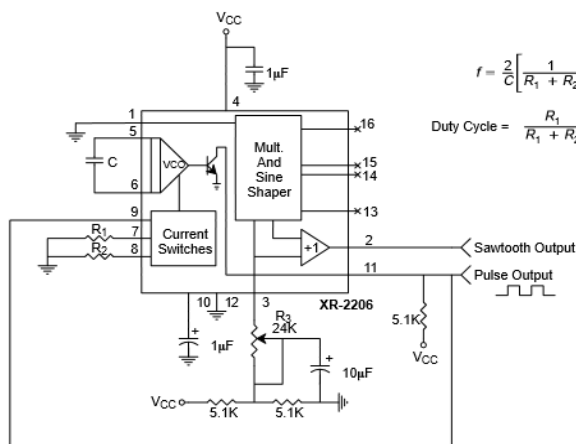 VCC
1μF
4
1
16
5
C
VCO
Mult.
And
Sine
Shaper
15
14
6
13
9
R1
7
R2
8
Current
Switches
+1
2
Sawtooth Output
11
Pulse Output
10
12
3
XR-2206
1μF
+
R3
24K
+
10μF
5.1K
VCC
VCC
5.1K
5.1K
f = 2/C [ 1 / R1 + R2
Duty Cycle = R1 / R1 + R2